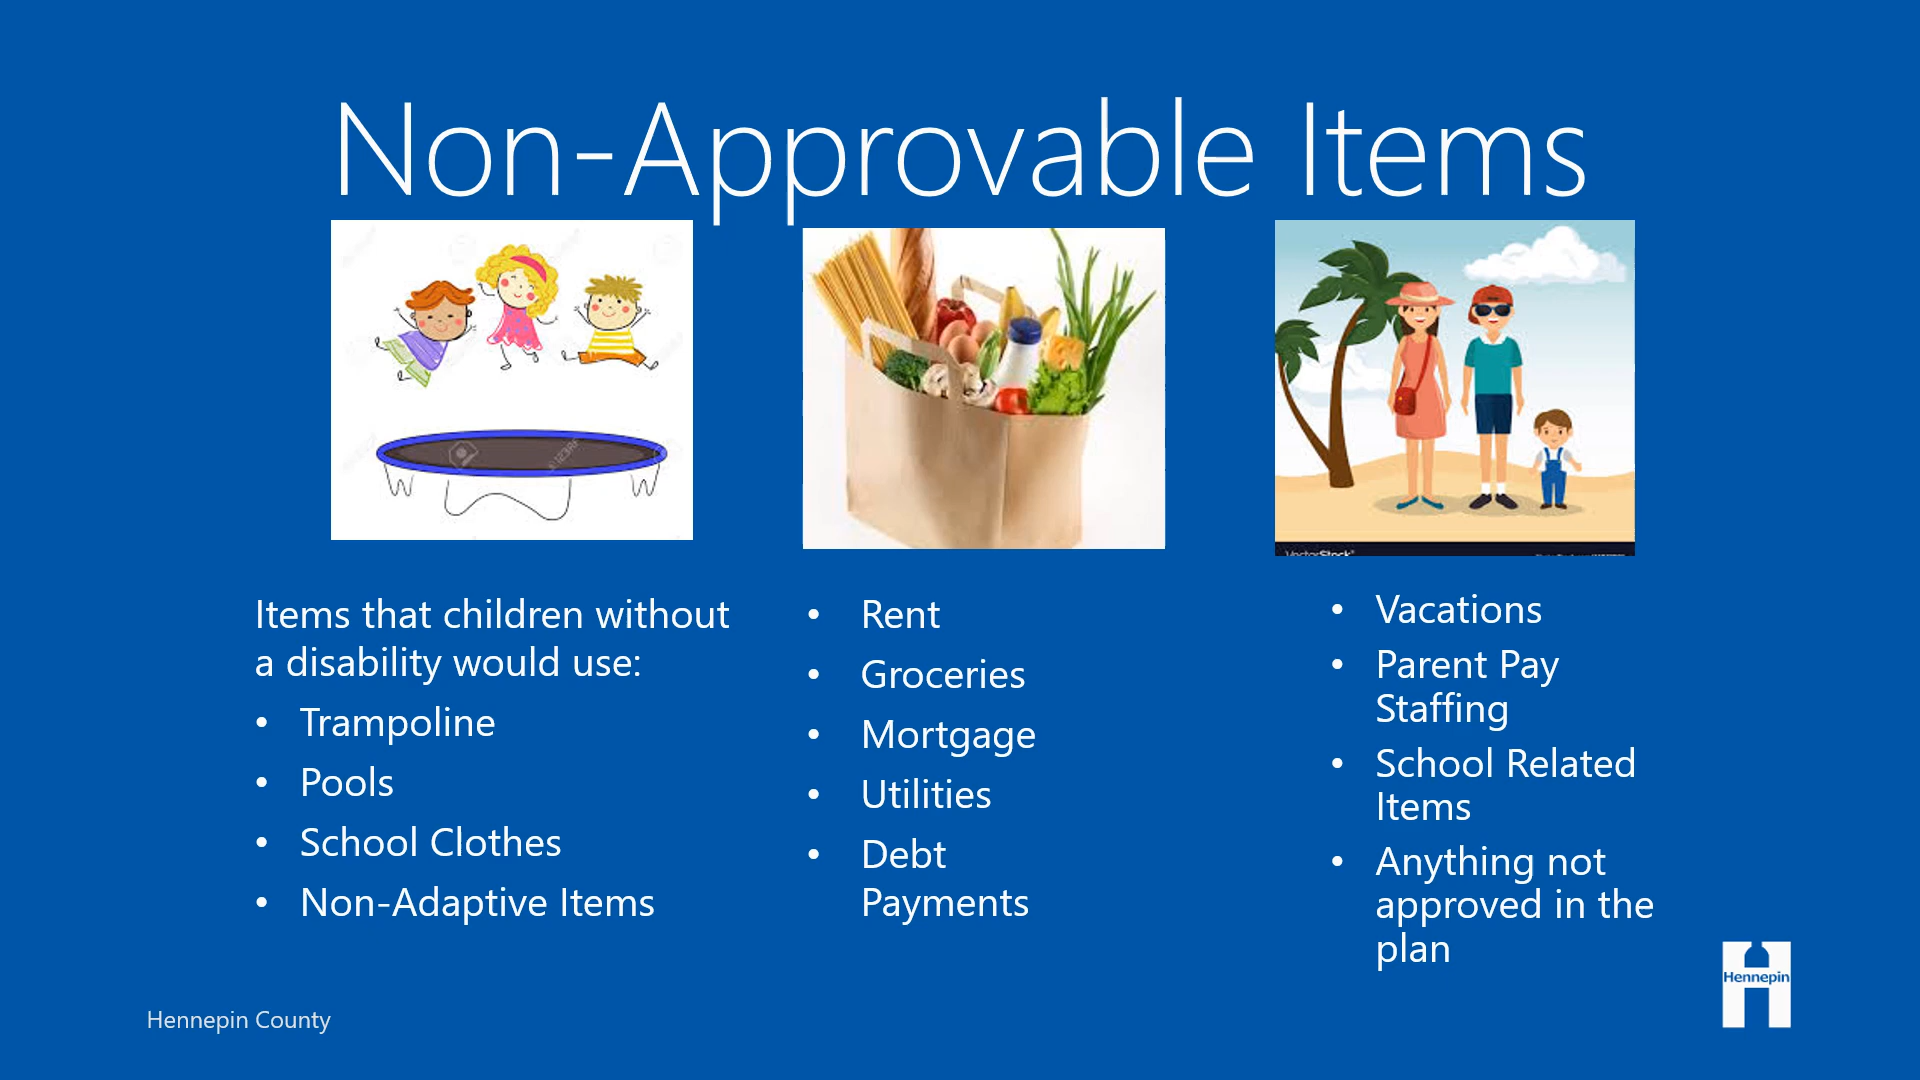 Non-Approvable Items
Items that children without
a disability would use:
• Trampoline
• Pools
• School Clothes
• Non-Adaptive Items
• Rent
• Groceries
• Mortgage
• Utilities
• Debt
Payments
• Vacations
• Parent Pay
Staffing
• School Related
Items
• Anything not
approved in the
plan
Hennepin County
Hennepin
123RF
VectorStock®